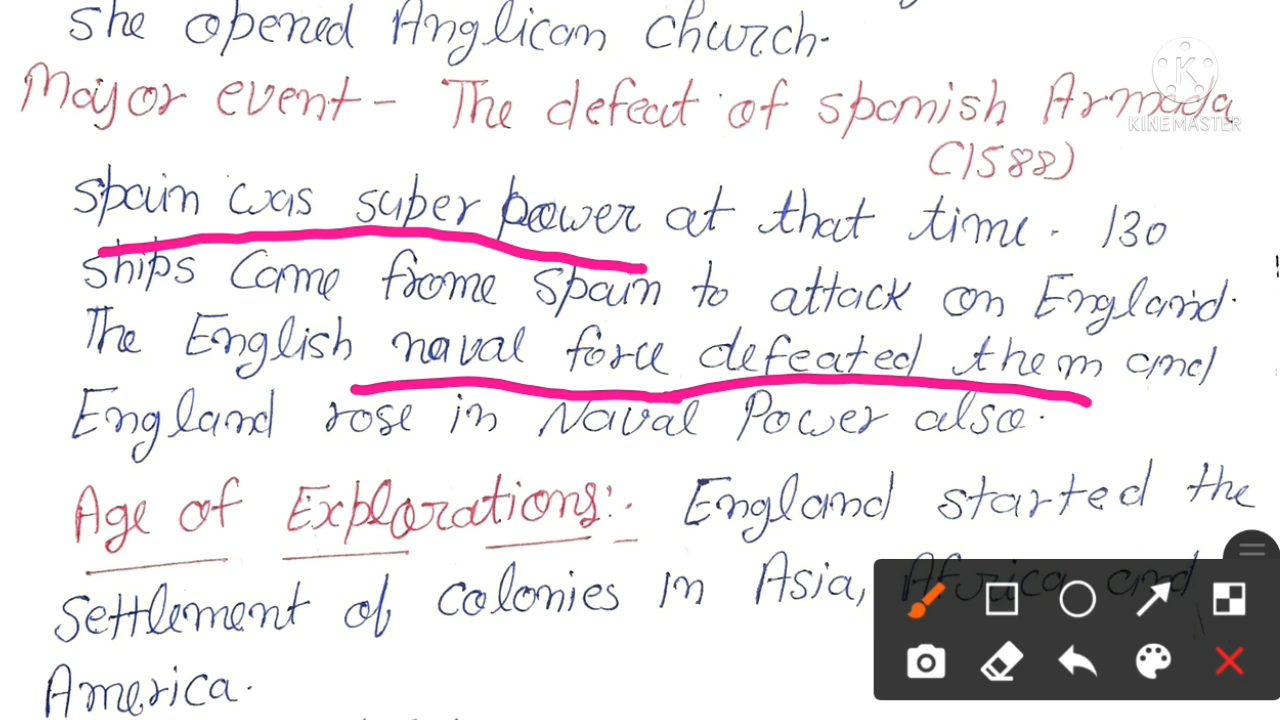 she opened Anglican church.
Major event - The defeat of spanish Armada
K
KINEMASTER
(1588)
spain was super power at that time. 130
ships Came frome Spain to attack on England.
The English naval force defeated them and
England rose in Naval Power also.
Age of Explorations:- England started the
settlement of colonies in Asia, Africa and
America.